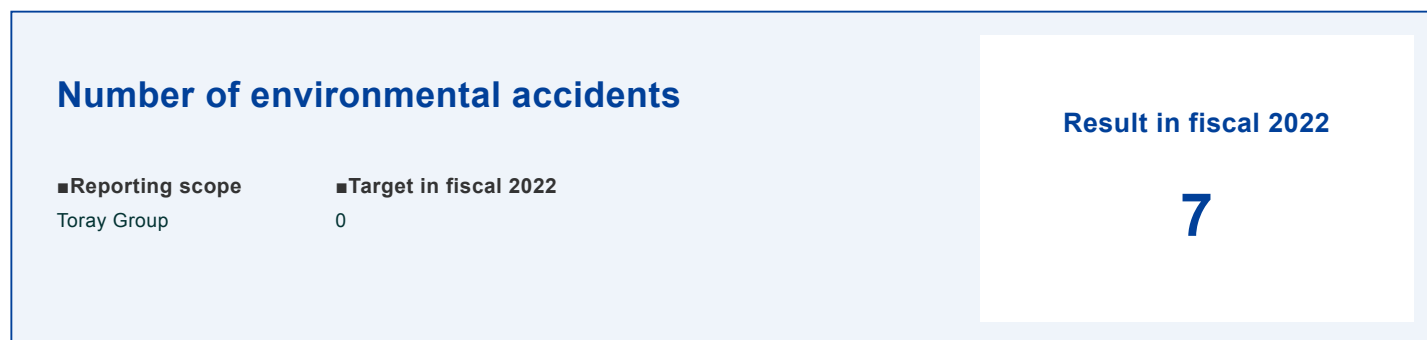 Number of environmental accidents
■Reporting scope
Toray Group
■Target in fiscal 2022
0
Result in fiscal 2022
7